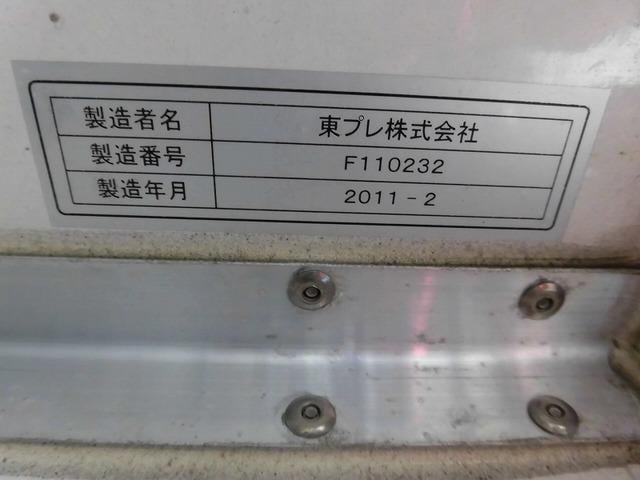 製造者名 東プレ株式会社
製造番号 F110232
製造年月 2011-2